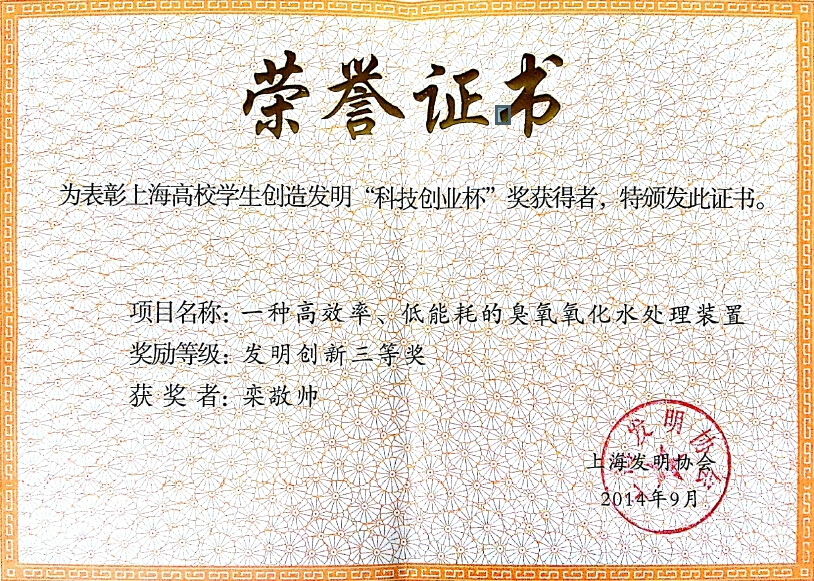 荣誉证书
为表彰上海高校学生创造发明“科技创业杯”奖获得者，特颁发此证书。
项目名称：一种高效率、低能耗的臭氧氧化水处理装置
奖励等级：发明创新三等奖
获奖者：栾敬帅
上海发明协会
2014年9月